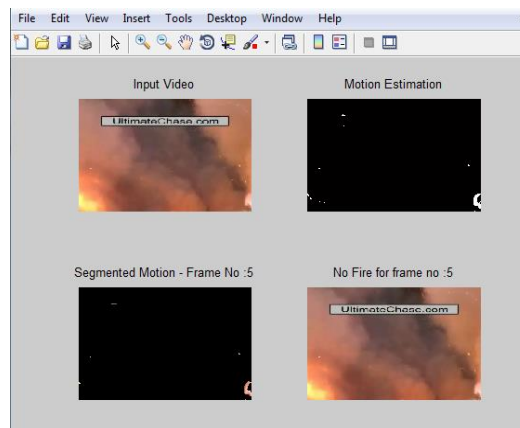 File Edit View Insert Tools Desktop Window Help
Input Video
Motion Estimation
UltimateChase.com
Segmented Motion - Frame No :5
No Fire for frame no :5
UltimateChase.com